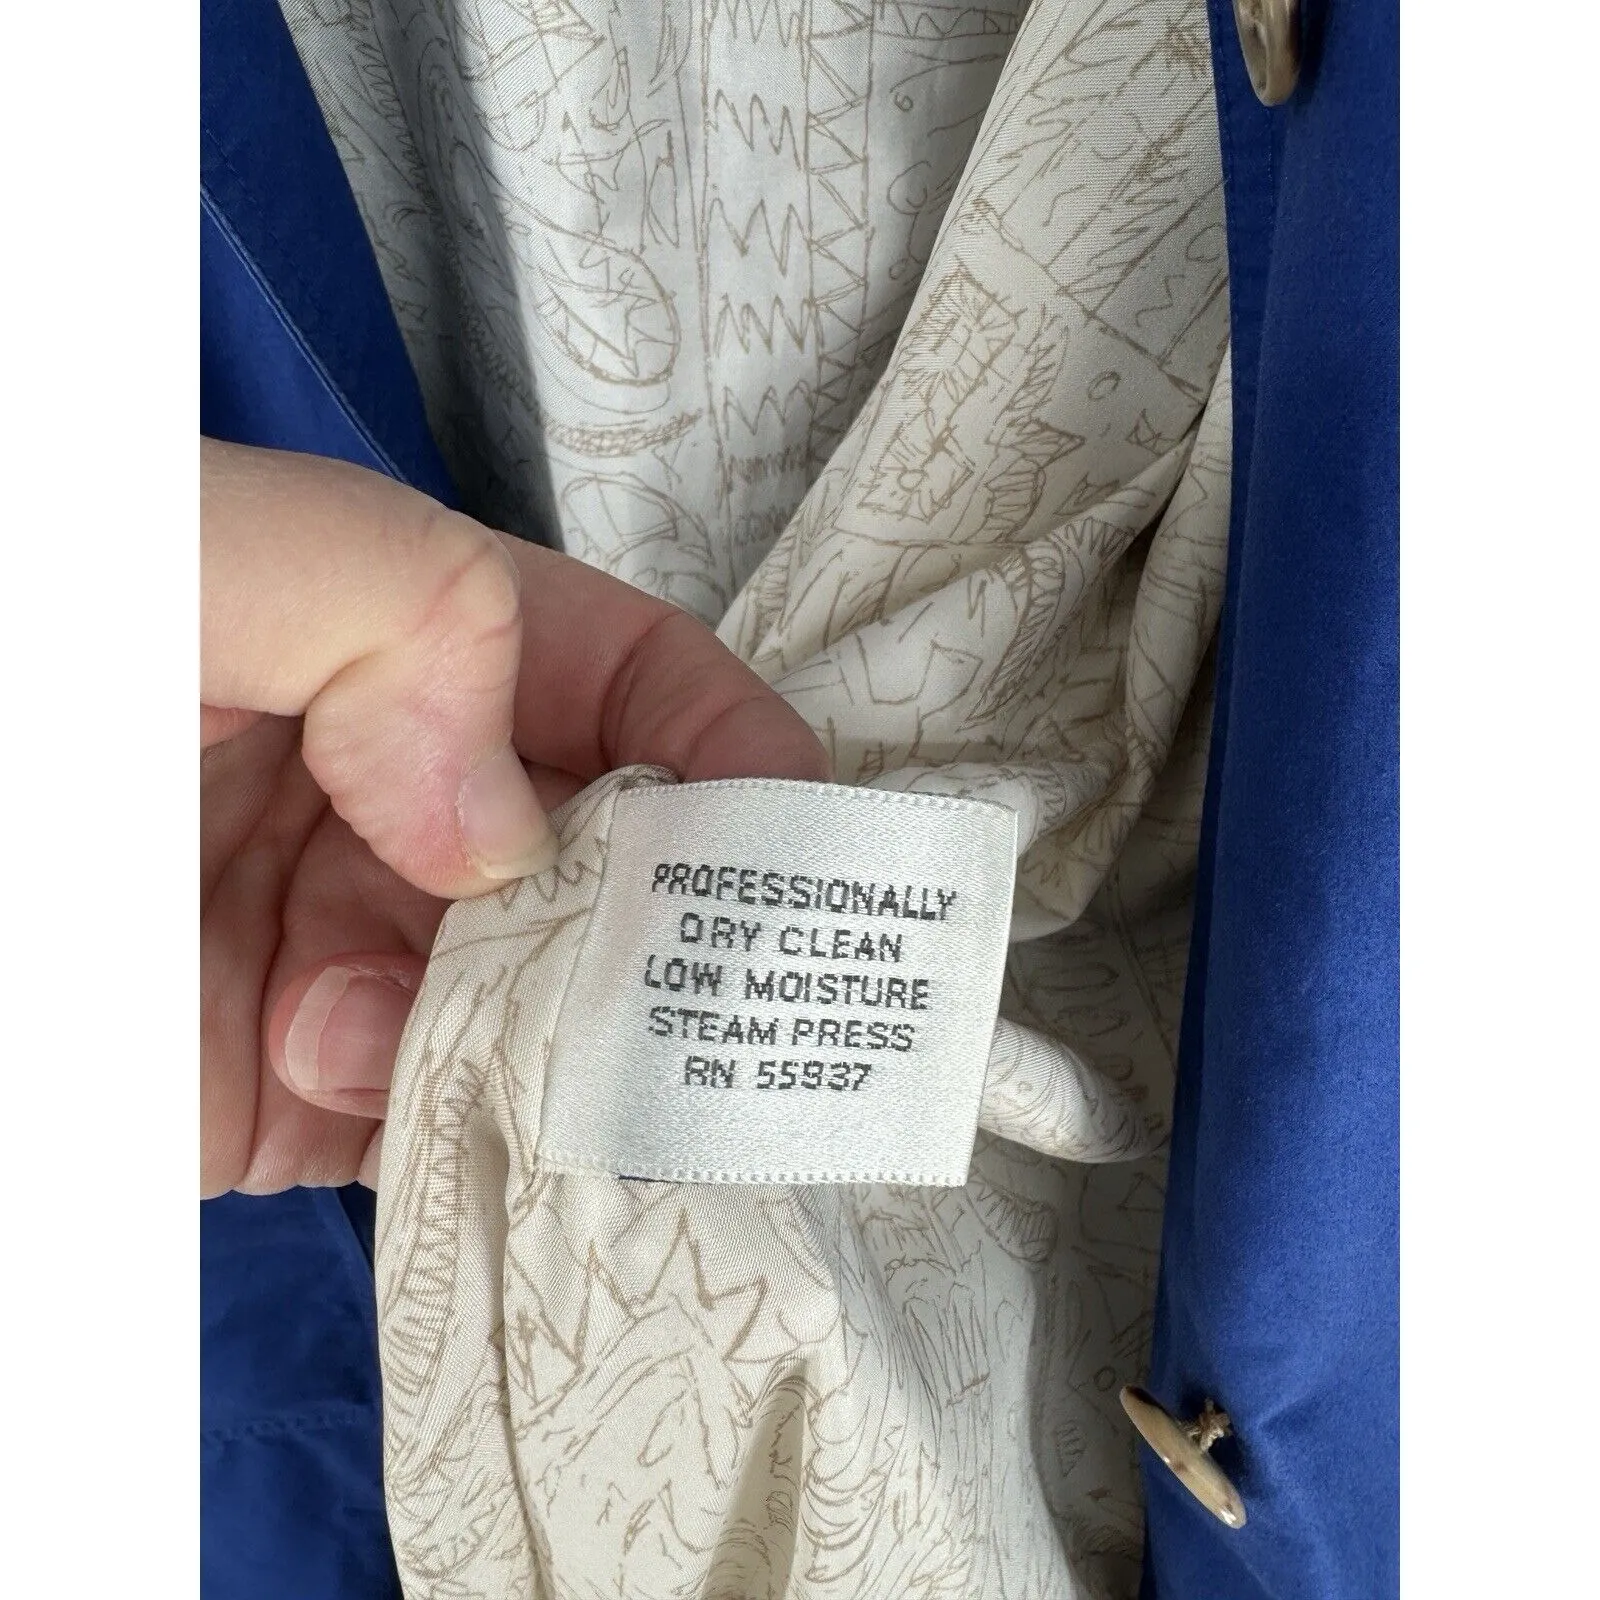 PROFESSIONALLY
DRY CLEAN
LOW MOISTURE
STEAM PRESS
RN 55937